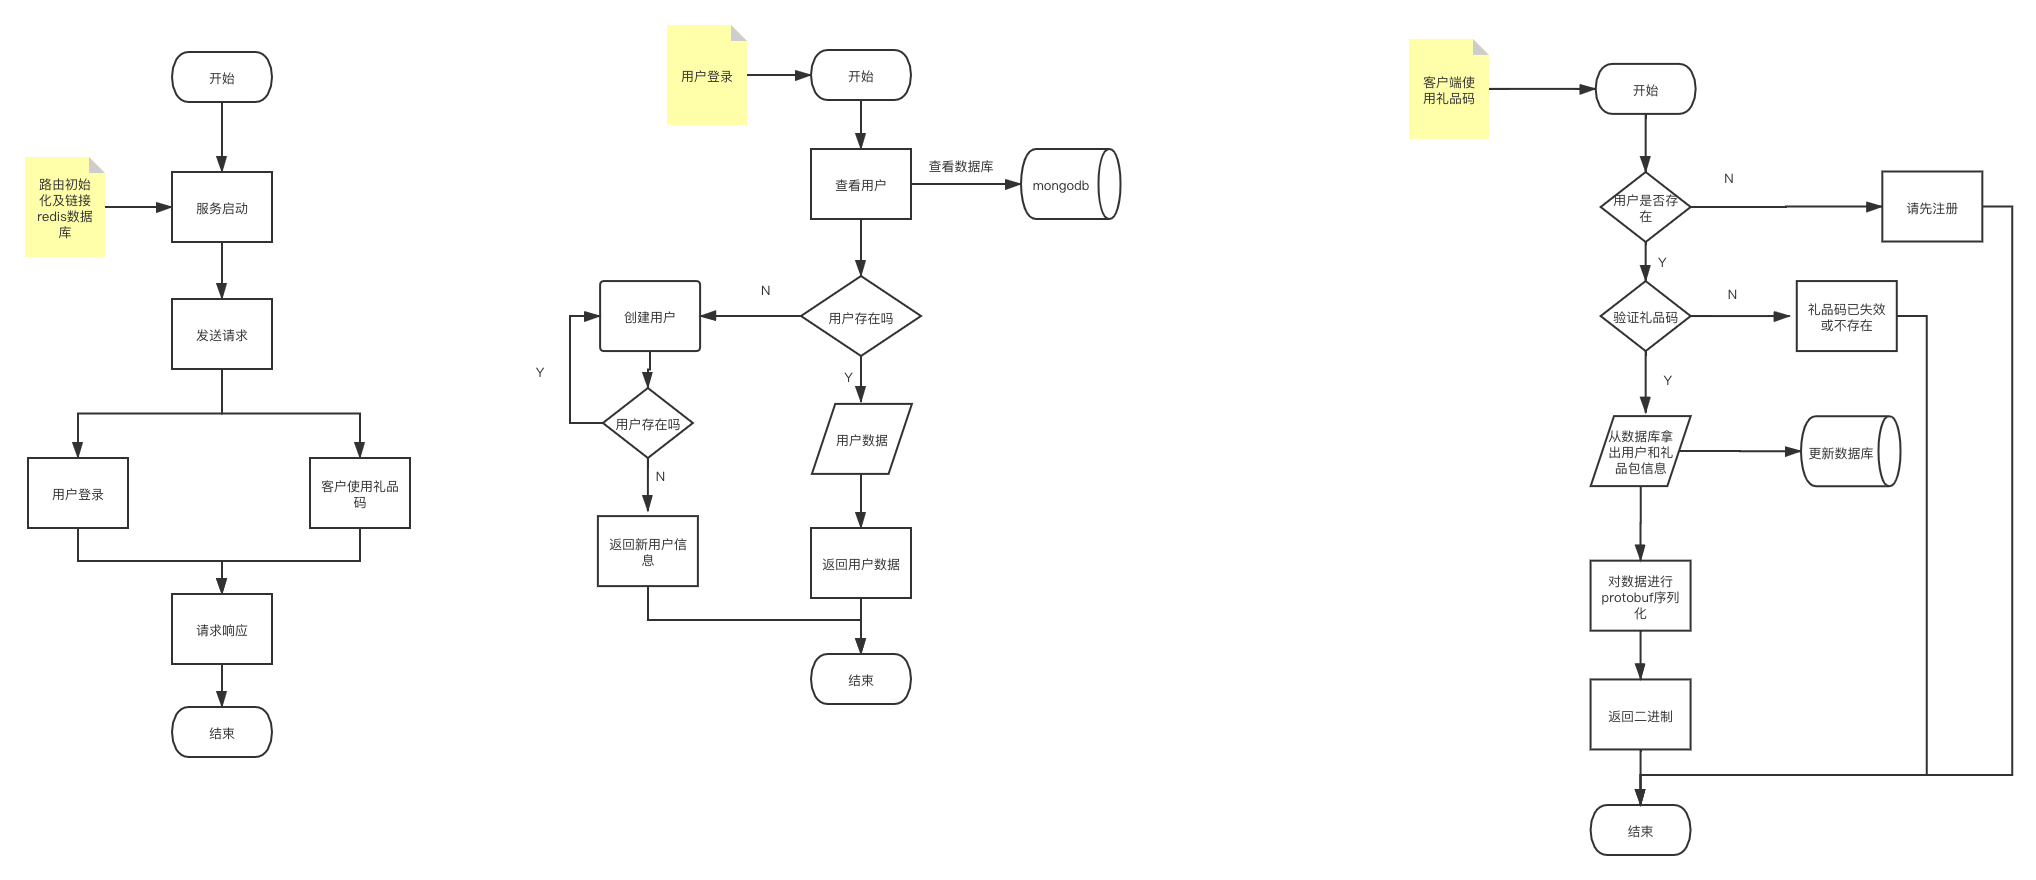 开始
路由初始
化及链接
redis数据
库
服务启动
发送请求
用户登录
客户使用礼品
码
请求响应
结束
用户登录
开始
查看用户
查看数据库
mongodb
用户存在吗
N
创建用户
Y
用户存在吗
N
返回新用户信
息
Y
用户数据
返回用户数据
结束
客户端使
用礼品码
开始
用户是否存
在
N
请先注册
Y
验证礼品码
N
礼品码已失效
或不存在
Y
从数据库拿
出用户和礼
品包信息
更新数据库
对数据进行
protobuf序列
化
返回二进制
结束